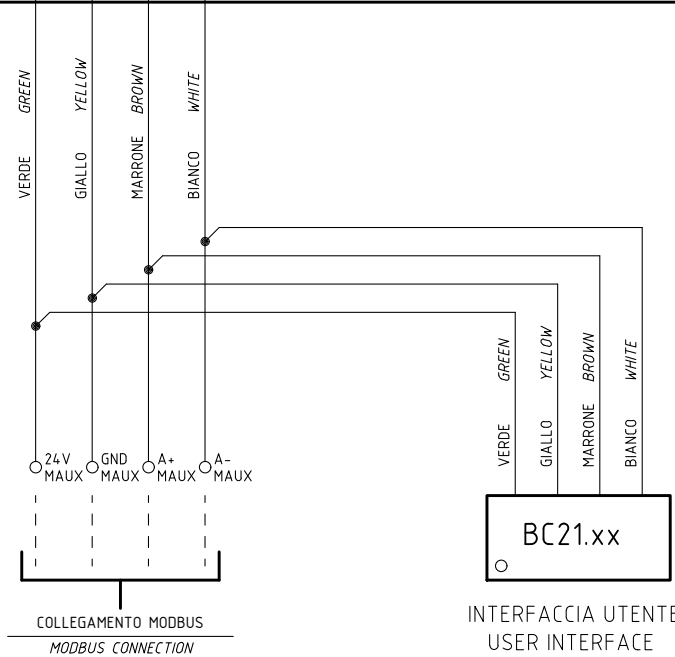 VERDE GREEN
GIALLO YELLOW
MARRONE BROWN
BIANCO WHITE
VERDE GREEN
GIALLO YELLOW
MARRONE BROWN
BIANCO WHITE
24V MAUX
GND MAUX
A+ MAUX
A- MAUX
BC21.xx
COLLEGAMENTO MODBUS
MODBUS CONNECTION
INTERFACCIA UTENTE
USER INTERFACE